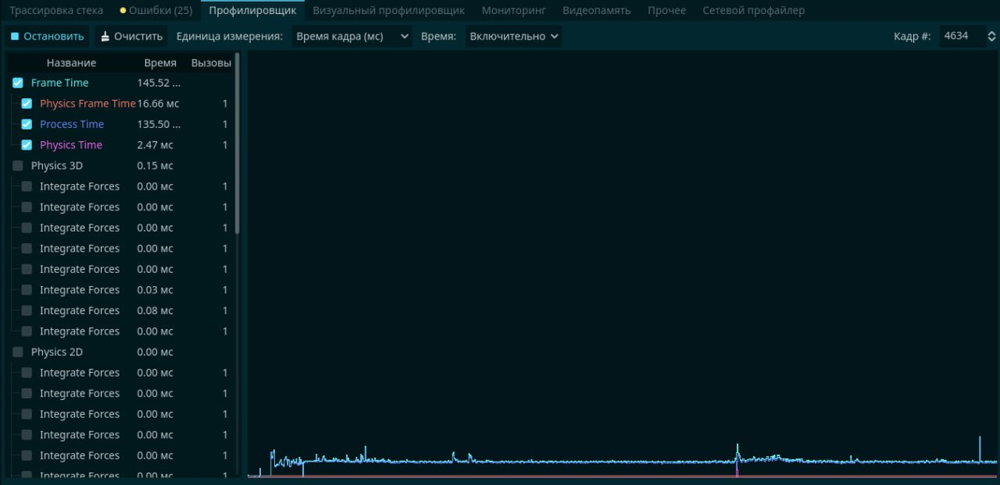 Трассировка стека Ошибки (25) Профилировщик Визуальный профилировщик Мониторинг Видеопамять Прочее Сетевой профайлер
Остановить Очистить Единица измерения: Время кадра (мс) Время: Включительно Кадр #: 4634
Название Время Вызовы
Frame Time 145.52 ...
Physics Frame Time 16.66 мс 1
Process Time 135.50 ... 1
Physics Time 2.47 мс 1
Physics 3D 0.15 мс
Integrate Forces 0.00 мс 1
Integrate Forces 0.00 мс 1
Integrate Forces 0.00 мс 1
Integrate Forces 0.00 мс 1
Integrate Forces 0.00 мс 1
Integrate Forces 0.03 мс 1
Integrate Forces 0.08 мс 1
Integrate Forces 0.00 мс 1
Physics 2D 0.00 мс
Integrate Forces 0.00 мс 1
Integrate Forces 0.00 мс 1
Integrate Forces 0.00 мс 1
Integrate Forces 0.00 мс 1
Integrate Forces 0.00 мс 1
Integrate Forces 0.00 мс 1